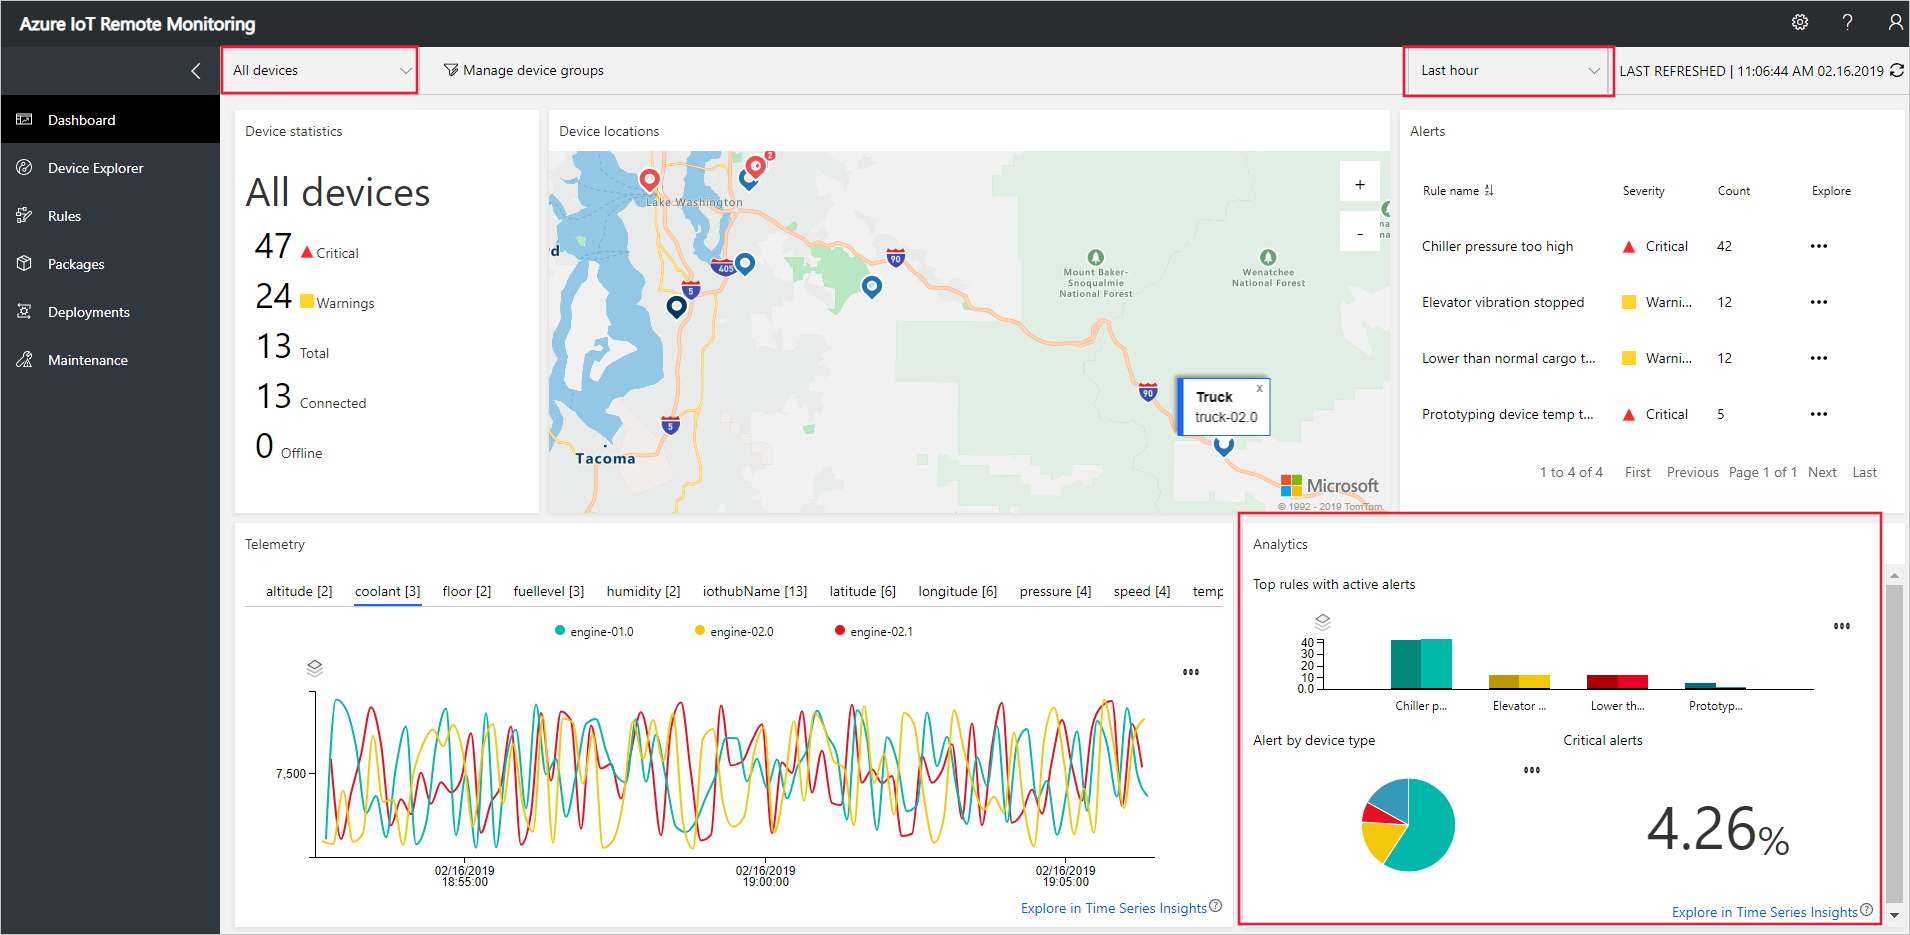 Azure IoT Remote Monitoring
?
All devices
Manage device groups
Last hour
LAST REFRESHED | 11:06:44 AM 02.16.2019
Dashboard
Device Explorer
Rules
Packages
Deployments
Maintenance
Device statistics
All devices
47 Critical
24 Warnings
13 Total
13 Connected
0 Offline
Device locations
2
Lake Washington
+
-
na
na
d
90
405
5
Mount Baker-
Snoqualmie
National Forest
Wenatchee
National Forest
90
Truck
x
truck-02.0
5
Tacoma
Microsoft
© 1992 - 2019 TomTom.
Alerts
Rule name Severity Count Explore
Chiller pressure too high Critical 42 •••
Elevator vibration stopped Warni... 12 •••
Lower than normal cargo t... Warni... 12 •••
Prototyping device temp t... Critical 5 •••
1 to 4 of 4 First Previous Page 1 of 1 Next Last
Telemetry
altitude [2] coolant [3] floor [2] fuellevel [3] humidity [2] iothubName [13] latitude [6] longitude [6] pressure [4] speed [4] temp
engine-01.0 engine-02.0 engine-02.1
7,500
02/16/2019
18:55:00
02/16/2019
19:00:00
02/16/2019
19:05:00
Explore in Time Series Insights ?
Analytics
Top rules with active alerts
40
30
20
10
0.0
Chiller p... Elevator ... Lower th... Prototyp...
Alert by device type
Critical alerts
4.26%
Explore in Time Series Insights ?